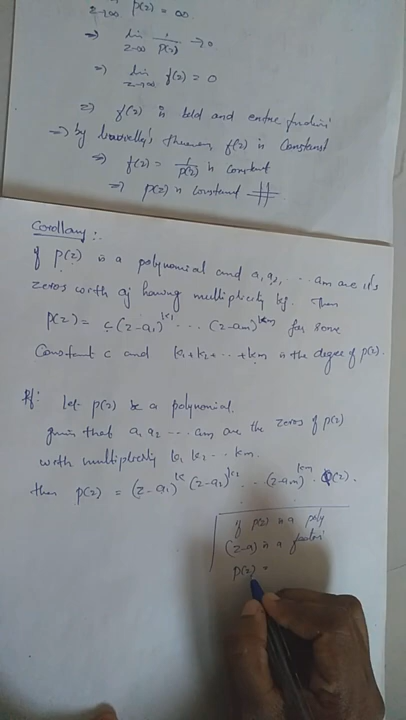 lim p(z) = ∞.
z→∞
⇒ lim 1/p(z) → 0
z→∞
⇒ lim f(z) = 0
z→∞
⇒ f(z) is bdd and entire function
⇒ by Liouville's theorem f(z) is constant
⇒ f(z) = 1/p(z) is constant
⇒ p(z) is constant #
Corollary:-
If p(z) is a polynomial and a₁, a₂, ... am are it's
zeros with aj having multiplicity kj. Then
p(z) = c (z-a₁)^k₁ ... (z-am)^km for some
constant c and k₁+k₂+...+km is the degree of p(z).
Pf: Let p(z) be a polynomial.
given that a₁ a₂ ... am are the zeros of p(z)
with multiplicity k₁ k₂ ... km.
then p(z) = (z-a₁)^k (z-a₂)^k₂ ... (z-am)^km · Q(z).
if p(z) is a poly
(z-a) is a factor
p(z) =